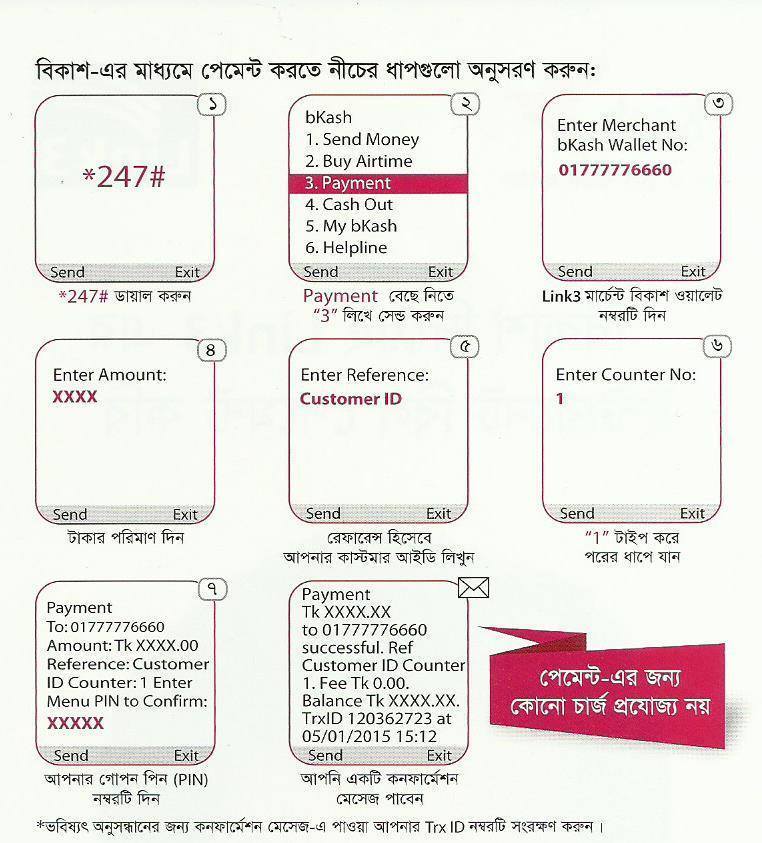 বিকাশ-এর মাধ্যমে পেমেন্ট করতে নীচের ধাপগুলো অনুসরণ করুন:
১
*247#
Send Exit
*247# ডায়াল করুন
২
bKash
1. Send Money
2. Buy Airtime
3. Payment
4. Cash Out
5. My bKash
6. Helpline
Send Exit
Payment বেছে নিতে
“3” লিখে সেন্ড করুন
৩
Enter Merchant
bKash Wallet No:
01777776660
Send Exit
Link3 মার্চেন্ট বিকাশ ওয়ালেট
নম্বরটি দিন
৪
Enter Amount:
XXXX
Send Exit
টাকার পরিমাণ দিন
৫
Enter Reference:
Customer ID
Send Exit
রেফারেন্স হিসেবে
আপনার কাস্টমার আইডি লিখুন
৬
Enter Counter No:
1
Send Exit
“1” টাইপ করে
পরের ধাপে যান
৭
Payment
To: 01777776660
Amount: Tk XXXX.00
Reference: Customer
ID Counter: 1 Enter
Menu PIN to Confirm:
XXXXX
Send Exit
আপনার গোপন পিন (PIN)
নম্বরটি দিন
Payment
Tk XXXX.XX
to 01777776660
successful. Ref
Customer ID Counter
1. Fee Tk 0.00.
Balance Tk XXXX.XX.
TrxID 120362723 at
05/01/2015 15:12
Send Exit
আপনি একটি কনফার্মেশন
মেসেজ পাবেন
পেমেন্ট-এর জন্য
কোনো চার্জ প্রযোজ্য নয়
*ভবিষ্যৎ অনুসন্ধানের জন্য কনফার্মেশন মেসেজ-এ পাওয়া আপনার Trx ID নম্বরটি সংরক্ষণ করুন।